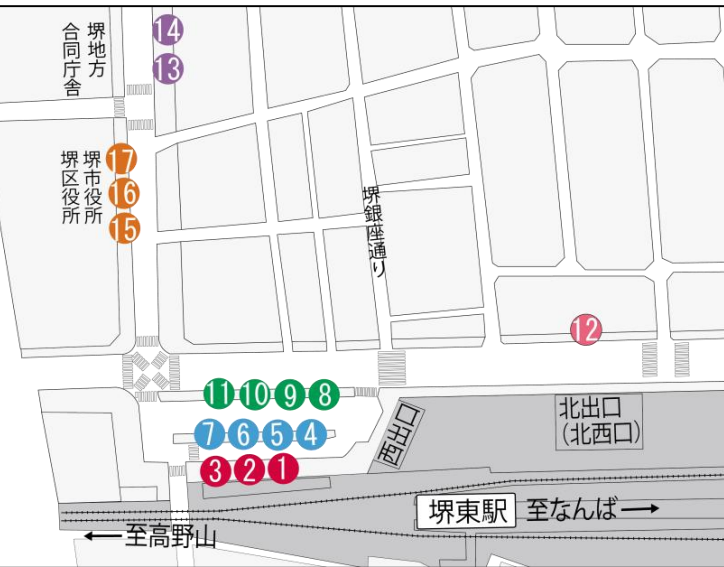 堺地方
合同庁舎
14
13
堺市役所
堺区役所
17
16
15
堺銀座通り
12
11 10 9 8
7 6 5 4
3 2 1
西出口
北出口
(北西口)
堺東駅 至なんば→
←至高野山